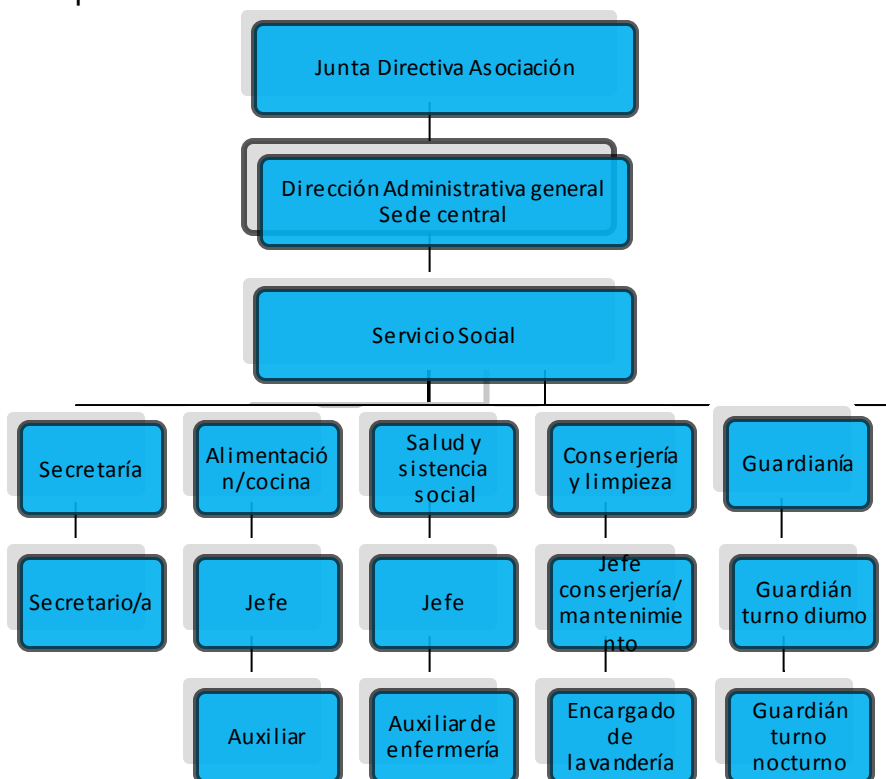 Junta Directiva Asociación
Dirección Administrativa general
Sede central
Servicio Social
Secretaría
Alimentació
n/cocina
Salud y
sistencia
social
Conserjería
y limpieza
Guardianía
Secretario/a
Jefe
Jefe
Jefe
conserjería/
mantenimie
nto
Guardián
turno diurno
Auxiliar
Auxiliar de
enfermería
Encargado
de
lavandería
Guardián
turno
nocturno